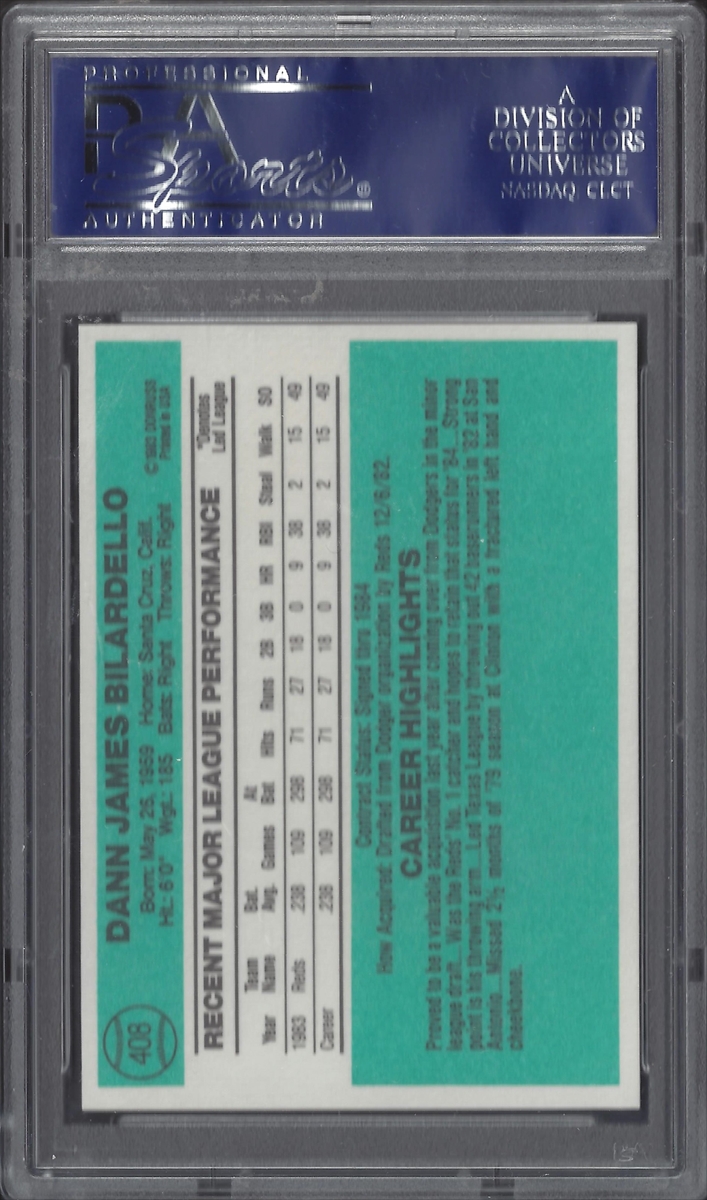 PROFESSIONAL
PSA
Sports®
AUTHENTICATOR
A
DIVISION OF
COLLECTORS
UNIVERSE
NASDAQ CLCT
408
DANN JAMES BILARDELLO
Born: May 26, 1959 Home: Santa Cruz, Calif.
Ht.: 6'0" Wgt.: 185 Bats: Right Throws: Right
©1983 DONRUSS
Printed in USA
RECENT MAJOR LEAGUE PERFORMANCE
*Denotes
Led League
Year Team Name Bat. Avg. Games At Bat Hits Runs 2B 3B HR RBI Steal Walk SO
1983 Reds .238 109 298 71 27 18 0 9 38 2 15 49
Career .238 109 298 71 27 18 0 9 38 2 15 49
Contract Status: Signed thru 1984
How Acquired: Drafted from Dodger organization by Reds 12/6/82.
CAREER HIGHLIGHTS
Proved to be a valuable acquisition last year after coming over from Dodgers in the minor
league draft...Was the Reds' No. 1 catcher and hopes to retain that status for '84...Strong
point is his throwing arm...Led Texas League by throwing out 42 baserunners in '82 at San
Antonio...Missed 2½ months of '79 season at Clinton with a fractured left hand and
cheekbone.